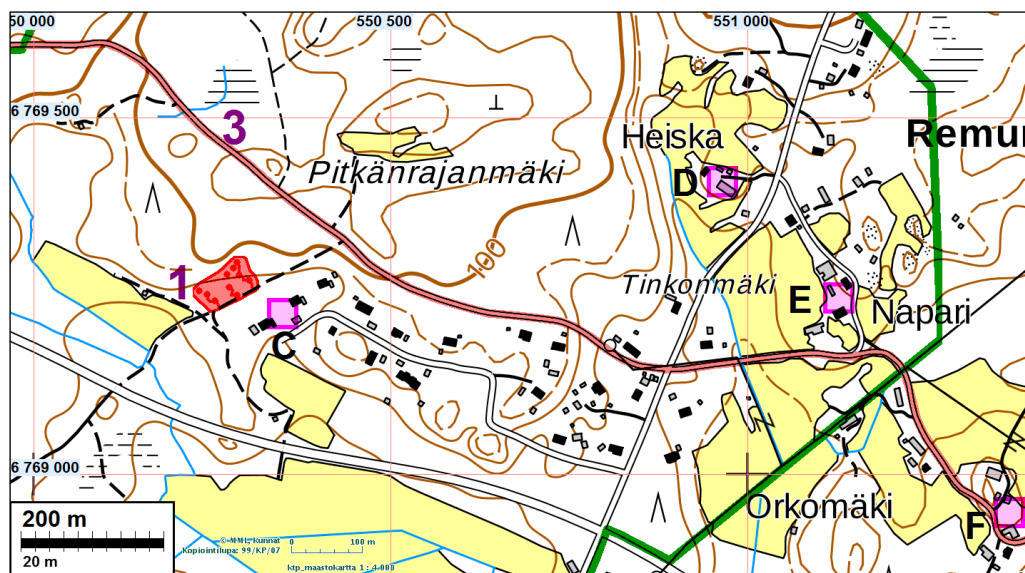 50 000
550 500
551 000
6 769 500
3
Heiska
Remun
Pitkänrajanmäki
D
100
1
Tinkonmäki
E
Napari
C
6 769 000
Orkomäki
F
200 m
20 m
© MML, kunnat
Kopiointilupa: 99/KP/07
0 100 m
ktp_maastokartta 1 : 4 000